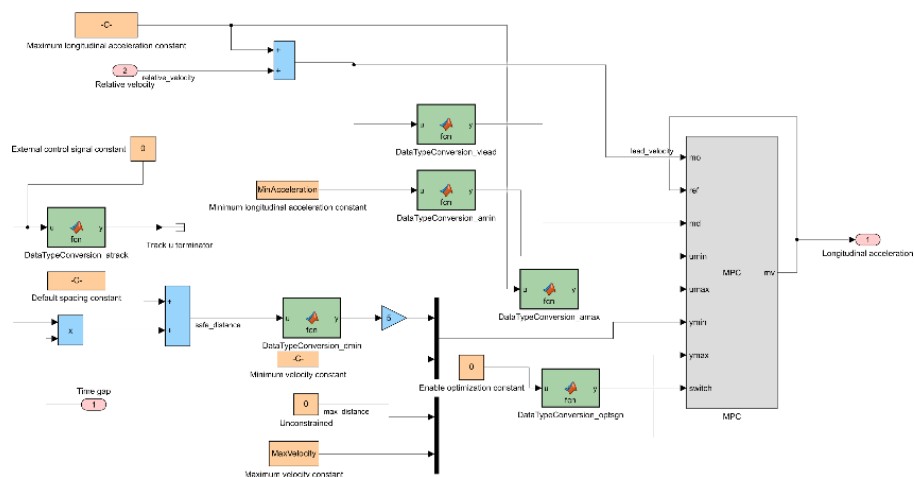 -C-
Maximum longitudinal acceleration constant
+
+
2
relative_velocity
Relative velocity
u
y
fcn
DataTypeConversion_vlead
lead_velocity
External control signal constant
0
MinAcceleration
Minimum longitudinal acceleration constant
u
y
fcn
DataTypeConversion_amin
u
y
fcn
DataTypeConversion_atrack
Track u terminator
mo
ref
md
umin
umax
ymin
ymax
switch
MPC
mv
MPC
1
Longitudinal acceleration
-C-
Default spacing constant
+
+
x
safe_distance
u
y
fcn
DataTypeConversion_dmin
-C-
Minimum velocity constant
u
y
fcn
DataTypeConversion_amax
Time gap
1
0
max_distance
Unconstrained
0
Enable optimization constant
u
y
fcn
DataTypeConversion_optsgn
MaxVelocity
Maximum velocity constant